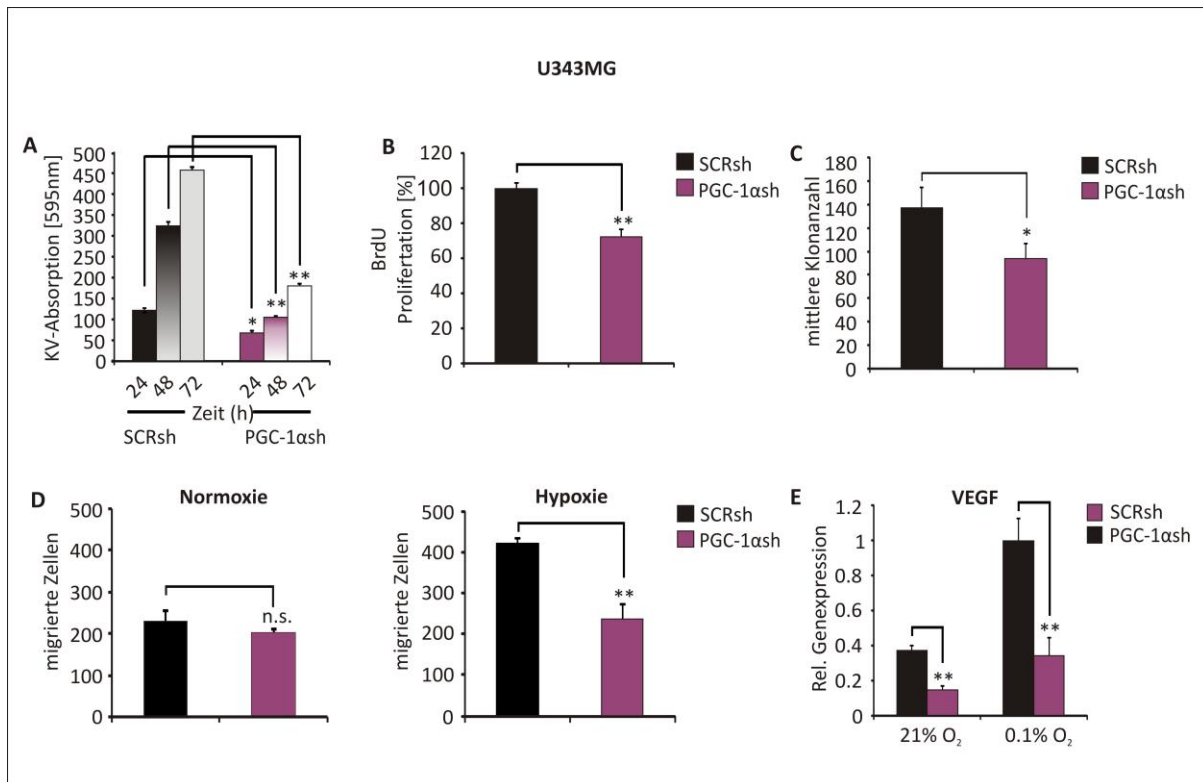 U343MG
A
KV-Absorption [595nm]
500
450
400
350
300
250
200
150
100
50
0
*
**
**
24
48
72
24
48
72
Zeit (h)
SCRsh
PGC-1αsh
B
BrdU
Prolifertation [%]
120
100
80
60
40
20
0
**
SCRsh
PGC-1αsh
C
mittlere Klonanzahl
180
160
140
120
100
80
60
40
20
0
*
SCRsh
PGC-1αsh
D
Normoxie
migrierte Zellen
500
400
300
200
100
0
n.s.
Hypoxie
migrierte Zellen
500
400
300
200
100
0
**
SCRsh
PGC-1αsh
E
VEGF
Rel. Genexpression
1.2
1
0.8
0.6
0.4
0.2
0
**
**
21% O₂
0.1% O₂
SCRsh
PGC-1αsh